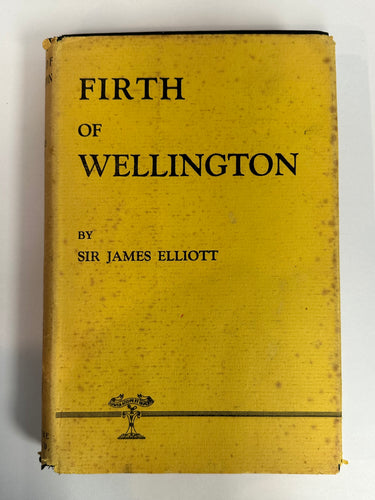 FIRTH
OF
WELLINGTON
BY
SIR JAMES ELLIOTT